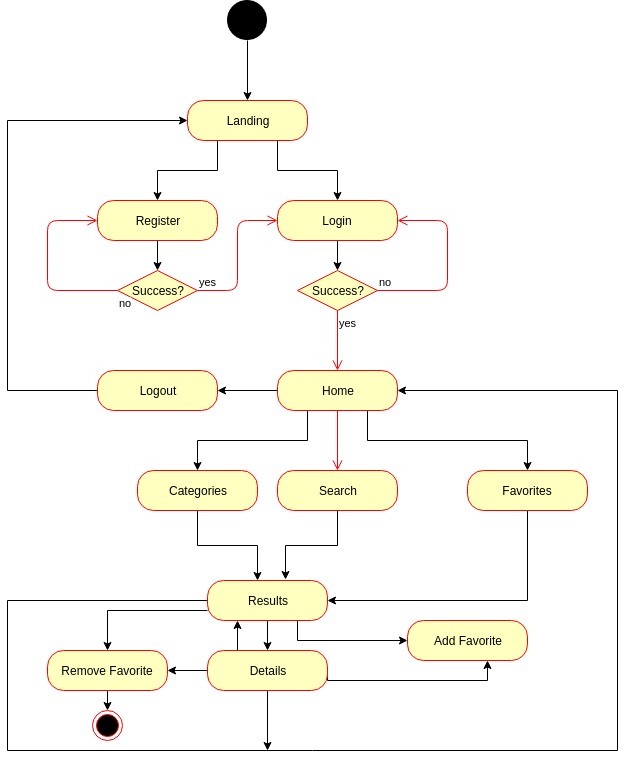 Landing
Register
Login
Success?
yes
no
Success?
no
yes
Logout
Home
Categories
Search
Favorites
Results
Add Favorite
Remove Favorite
Details